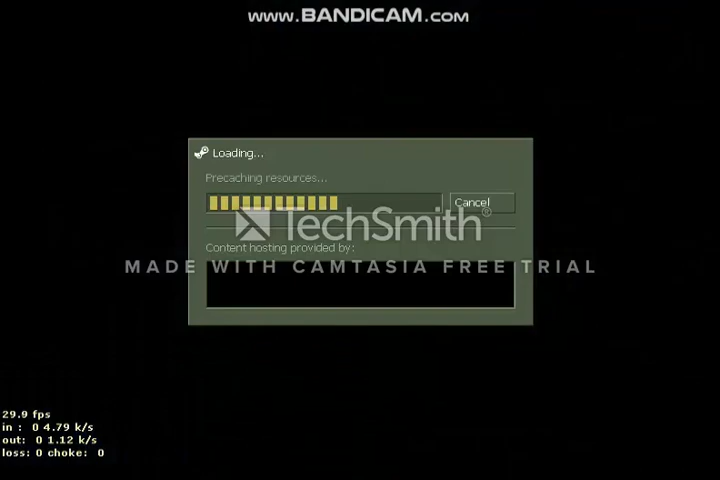 www.BANDICAM.com
Loading...
Precaching resources...
Cancel
TechSmith®
Content hosting provided by:
MADE WITH CAMTASIA FREE TRIAL
29.9 fps
in : 0 4.79 k/s
out: 0 1.12 k/s
loss: 0 choke: 0